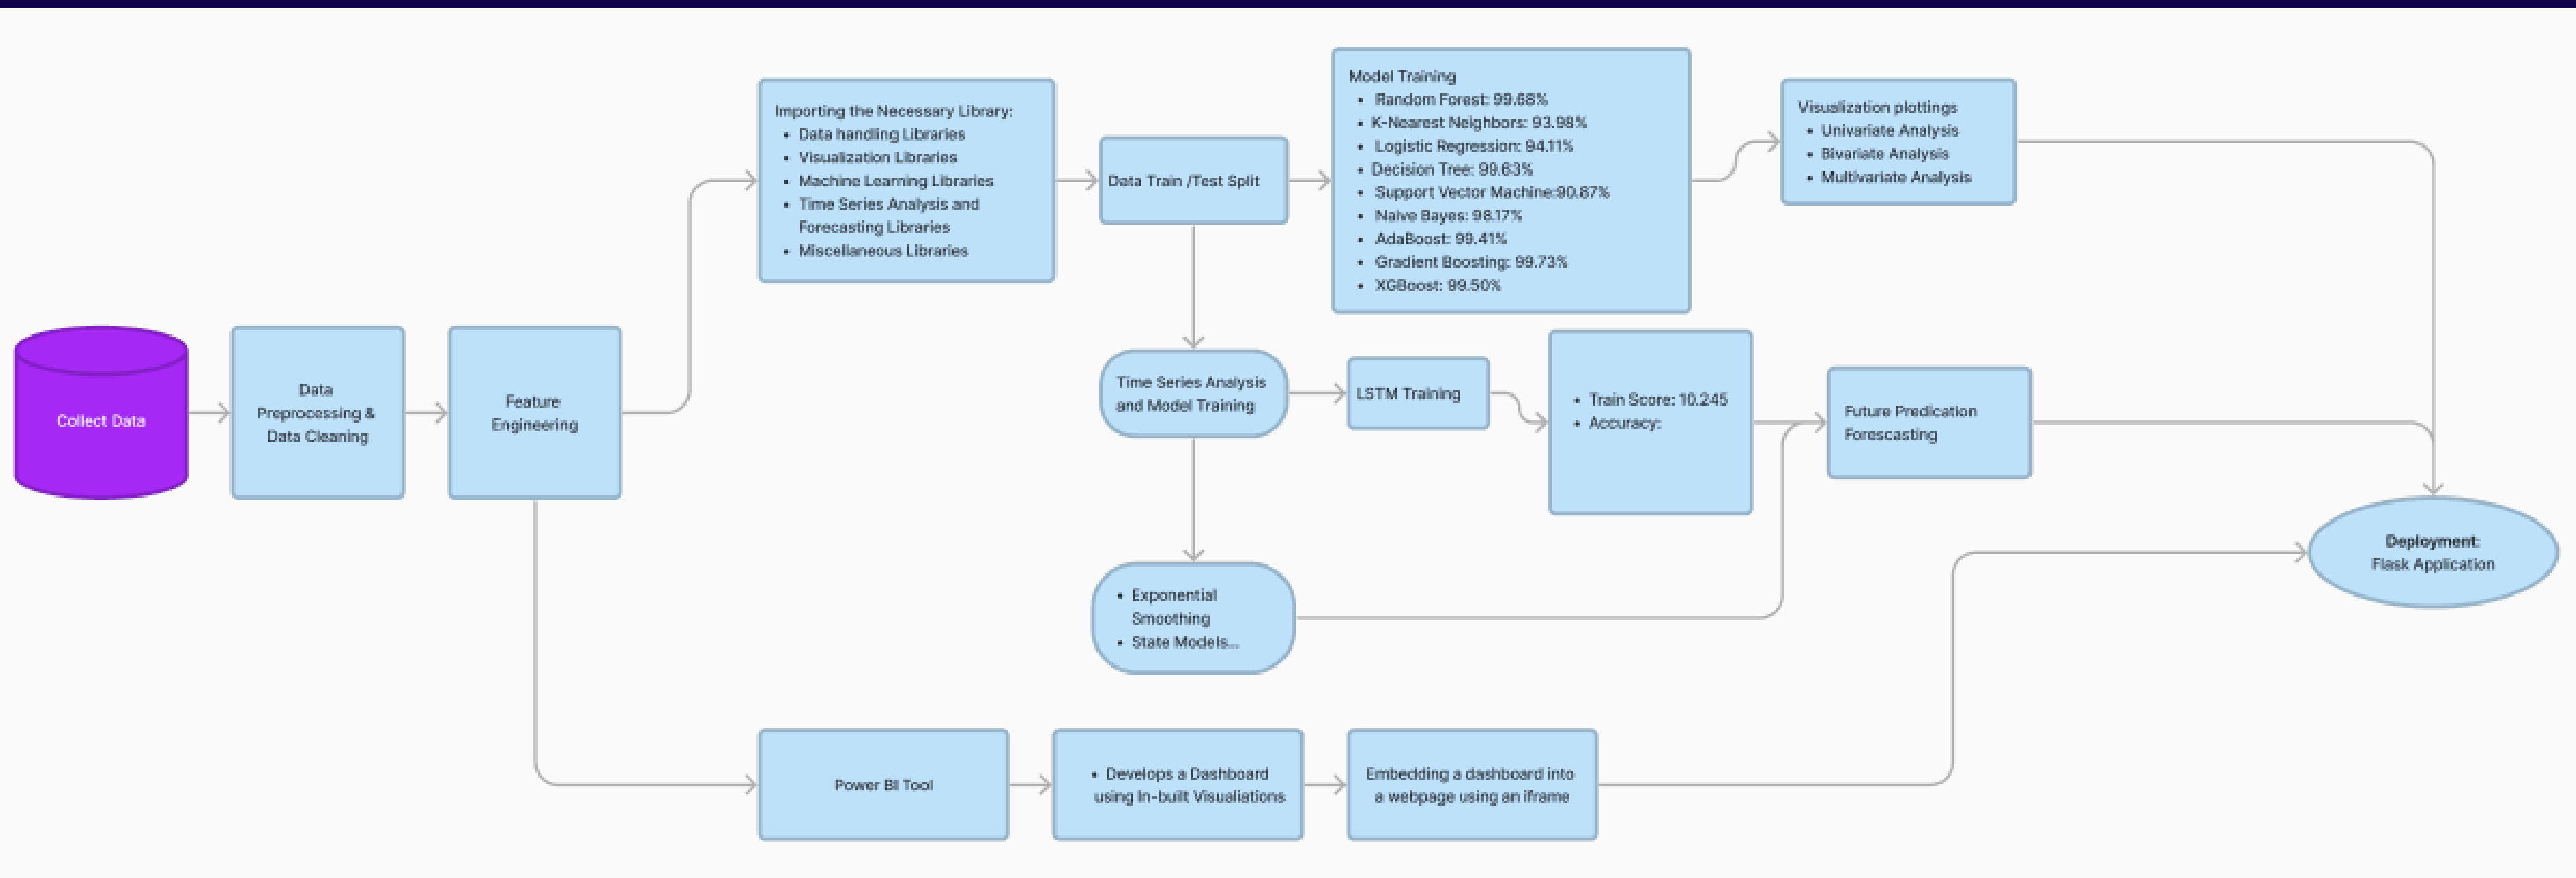 Collect Data
Data
Preprocessing &
Data Cleaning
Feature
Engineering
Importing the Necessary Library:
• Data handling Libraries
• Visualization Libraries
• Machine Learning Libraries
• Time Series Analysis and
Forecasting Libraries
• Miscellaneous Libraries
Data Train /Test Split
Model Training
• Random Forest: 99.68%
• K-Nearest Neighbors: 93.98%
• Logistic Regression: 94.11%
• Decision Tree: 99.63%
• Support Vector Machine:90.87%
• Naive Bayes: 98.17%
• AdaBoost: 99.41%
• Gradient Boosting: 99.73%
• XGBoost: 99.50%
Visualization plottings
• Univariate Analysis
• Bivariate Analysis
• Multivariate Analysis
Time Series Analysis
and Model Training
LSTM Training
• Train Score: 10.245
• Accuracy:
Future Predication
Forescasting
• Exponential
Smoothing
• State Models...
Deployment:
Flask Application
Power BI Tool
• Develops a Dashboard
using In-built Visualiations
Embedding a dashboard into
a webpage using an iframe